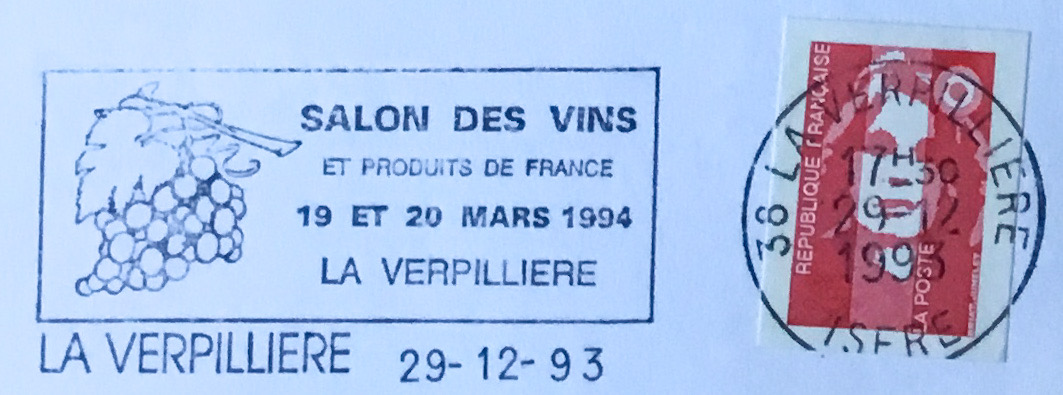 SALON DES VINS
ET PRODUITS DE FRANCE
19 ET 20 MARS 1994
LA VERPILLIERE
LA VERPILLIERE 29-12-93
38 LA VERPILLIERE
17H30
29-12
1993
ISERE
REPUBLIQUE FRANCAISE
LA POSTE